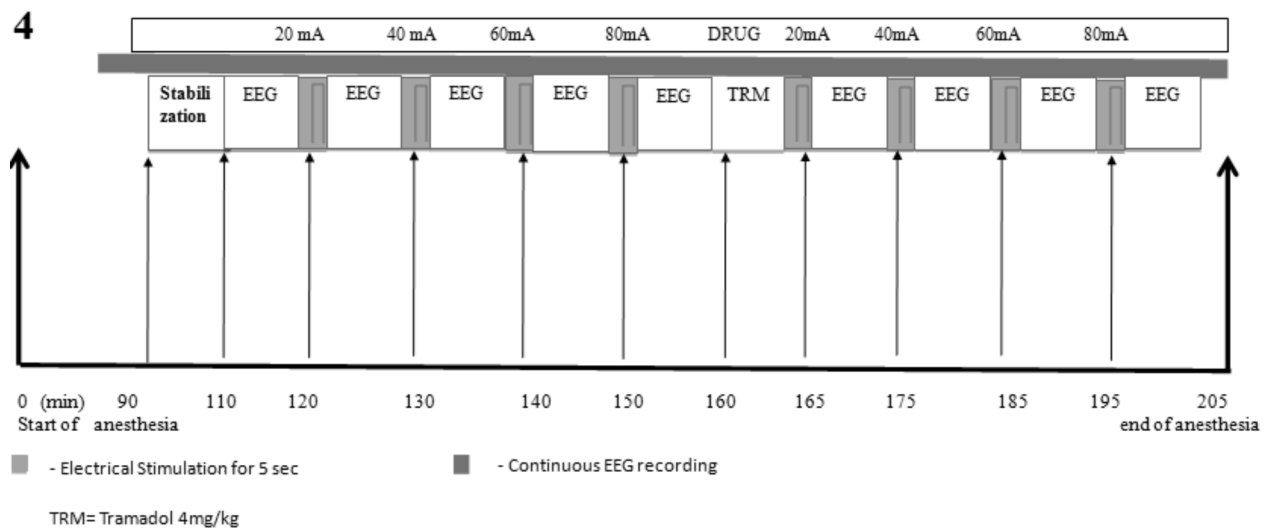 4
20 mA 40 mA 60mA 80mA DRUG 20mA 40mA 60mA 80mA
Stabili
zation
EEG EEG EEG EEG EEG TRM EEG EEG EEG EEG
0 (min) 90 110 120 130 140 150 160 165 175 185 195 205
Start of anesthesia end of anesthesia
- Electrical Stimulation for 5 sec - Continuous EEG recording
TRM= Tramadol 4mg/kg